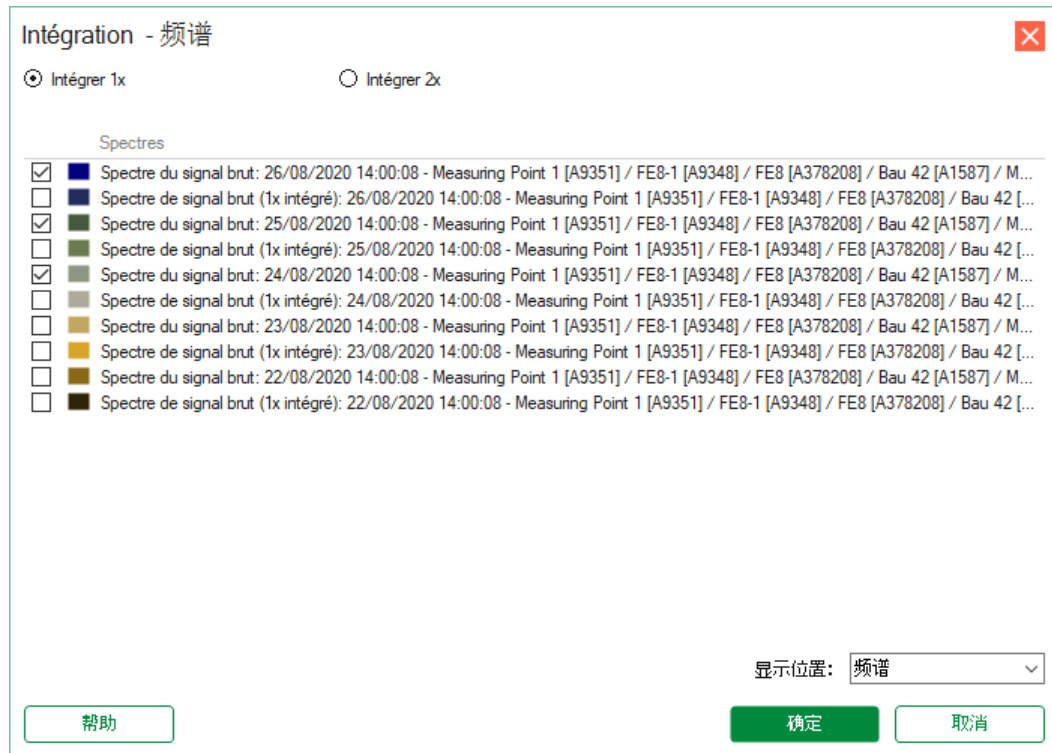 Intégration - 频谱
Intégrer 1x
Intégrer 2x
Spectres
Spectre du signal brut: 26/08/2020 14:00:08 - Measuring Point 1 [A9351] / FE8-1 [A9348] / FE8 [A378208] / Bau 42 [A1587] / M...
Spectre de signal brut (1x intégré): 26/08/2020 14:00:08 - Measuring Point 1 [A9351] / FE8-1 [A9348] / FE8 [A378208] / Bau 42 [...
Spectre du signal brut: 25/08/2020 14:00:08 - Measuring Point 1 [A9351] / FE8-1 [A9348] / FE8 [A378208] / Bau 42 [A1587] / M...
Spectre de signal brut (1x intégré): 25/08/2020 14:00:08 - Measuring Point 1 [A9351] / FE8-1 [A9348] / FE8 [A378208] / Bau 42 [...
Spectre du signal brut: 24/08/2020 14:00:08 - Measuring Point 1 [A9351] / FE8-1 [A9348] / FE8 [A378208] / Bau 42 [A1587] / M...
Spectre de signal brut (1x intégré): 24/08/2020 14:00:08 - Measuring Point 1 [A9351] / FE8-1 [A9348] / FE8 [A378208] / Bau 42 [...
Spectre du signal brut: 23/08/2020 14:00:08 - Measuring Point 1 [A9351] / FE8-1 [A9348] / FE8 [A378208] / Bau 42 [A1587] / M...
Spectre de signal brut (1x intégré): 23/08/2020 14:00:08 - Measuring Point 1 [A9351] / FE8-1 [A9348] / FE8 [A378208] / Bau 42 [...
Spectre du signal brut: 22/08/2020 14:00:08 - Measuring Point 1 [A9351] / FE8-1 [A9348] / FE8 [A378208] / Bau 42 [A1587] / M...
Spectre de signal brut (1x intégré): 22/08/2020 14:00:08 - Measuring Point 1 [A9351] / FE8-1 [A9348] / FE8 [A378208] / Bau 42 [...
显示位置: 频谱
帮助
确定
取消